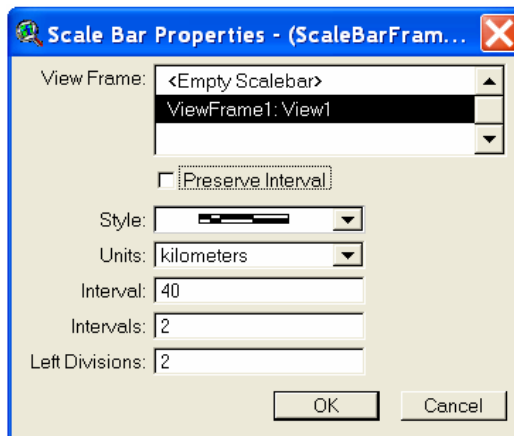 Scale Bar Properties - (ScaleBarFram...
View Frame: <Empty Scalebar>
ViewFrame1: View1
Preserve Interval
Style:
Units: kilometers
Interval: 40
Intervals: 2
Left Divisions: 2
OK Cancel